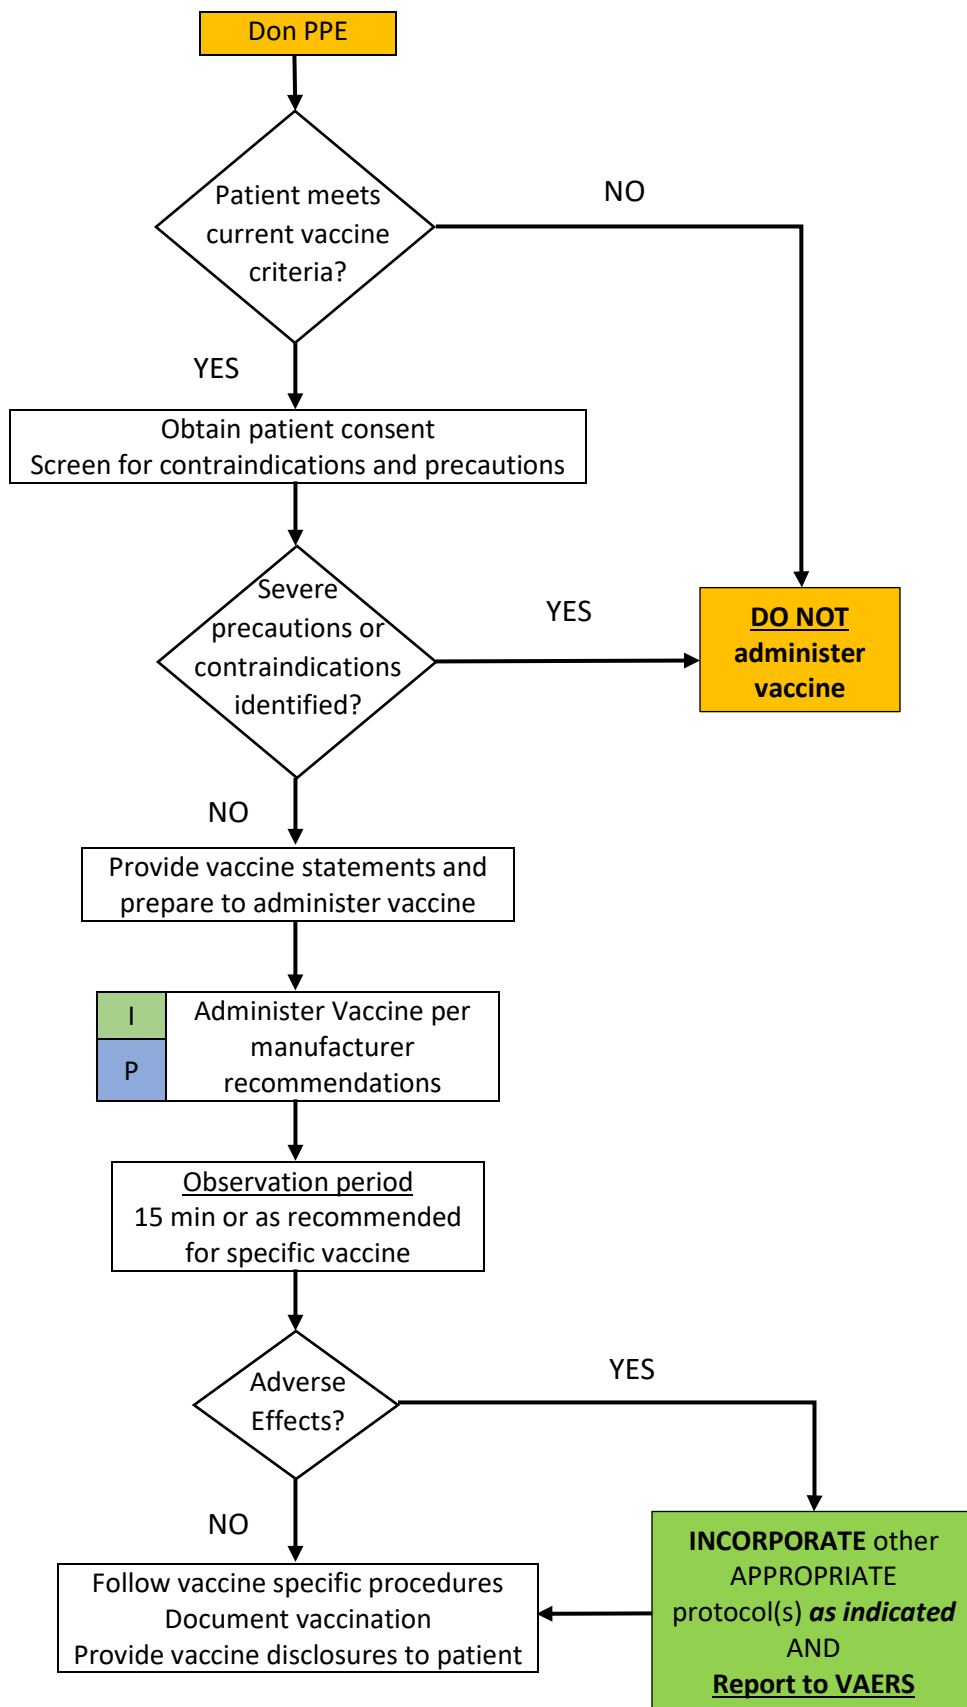 Don PPE
Patient meets
current vaccine
criteria?
NO
YES
Obtain patient consent
Screen for contraindications and precautions
Severe
precautions or
contraindications
identified?
YES
DO NOT
administer
vaccine
NO
Provide vaccine statements and
prepare to administer vaccine
I
P
Administer Vaccine per
manufacturer
recommendations
Observation period
15 min or as recommended
for specific vaccine
Adverse
Effects?
YES
NO
INCORPORATE other
APPROPRIATE
protocol(s) as indicated
AND
Report to VAERS
Follow vaccine specific procedures
Document vaccination
Provide vaccine disclosures to patient